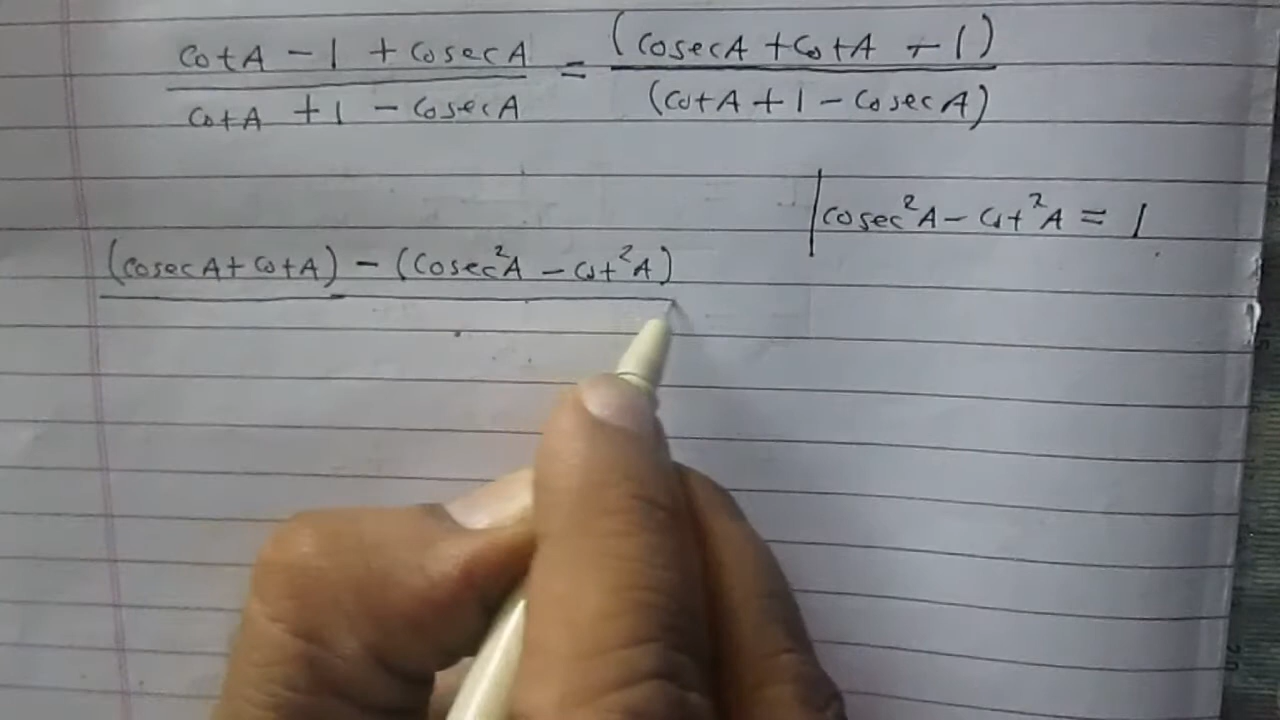 cotA - 1 + cosecA = (cosecA + cotA + 1)
cotA + 1 - cosecA (cotA + 1 - cosecA)
cosec²A - cot²A = 1
(cosecA + cotA) - (cosec²A - cot²A)